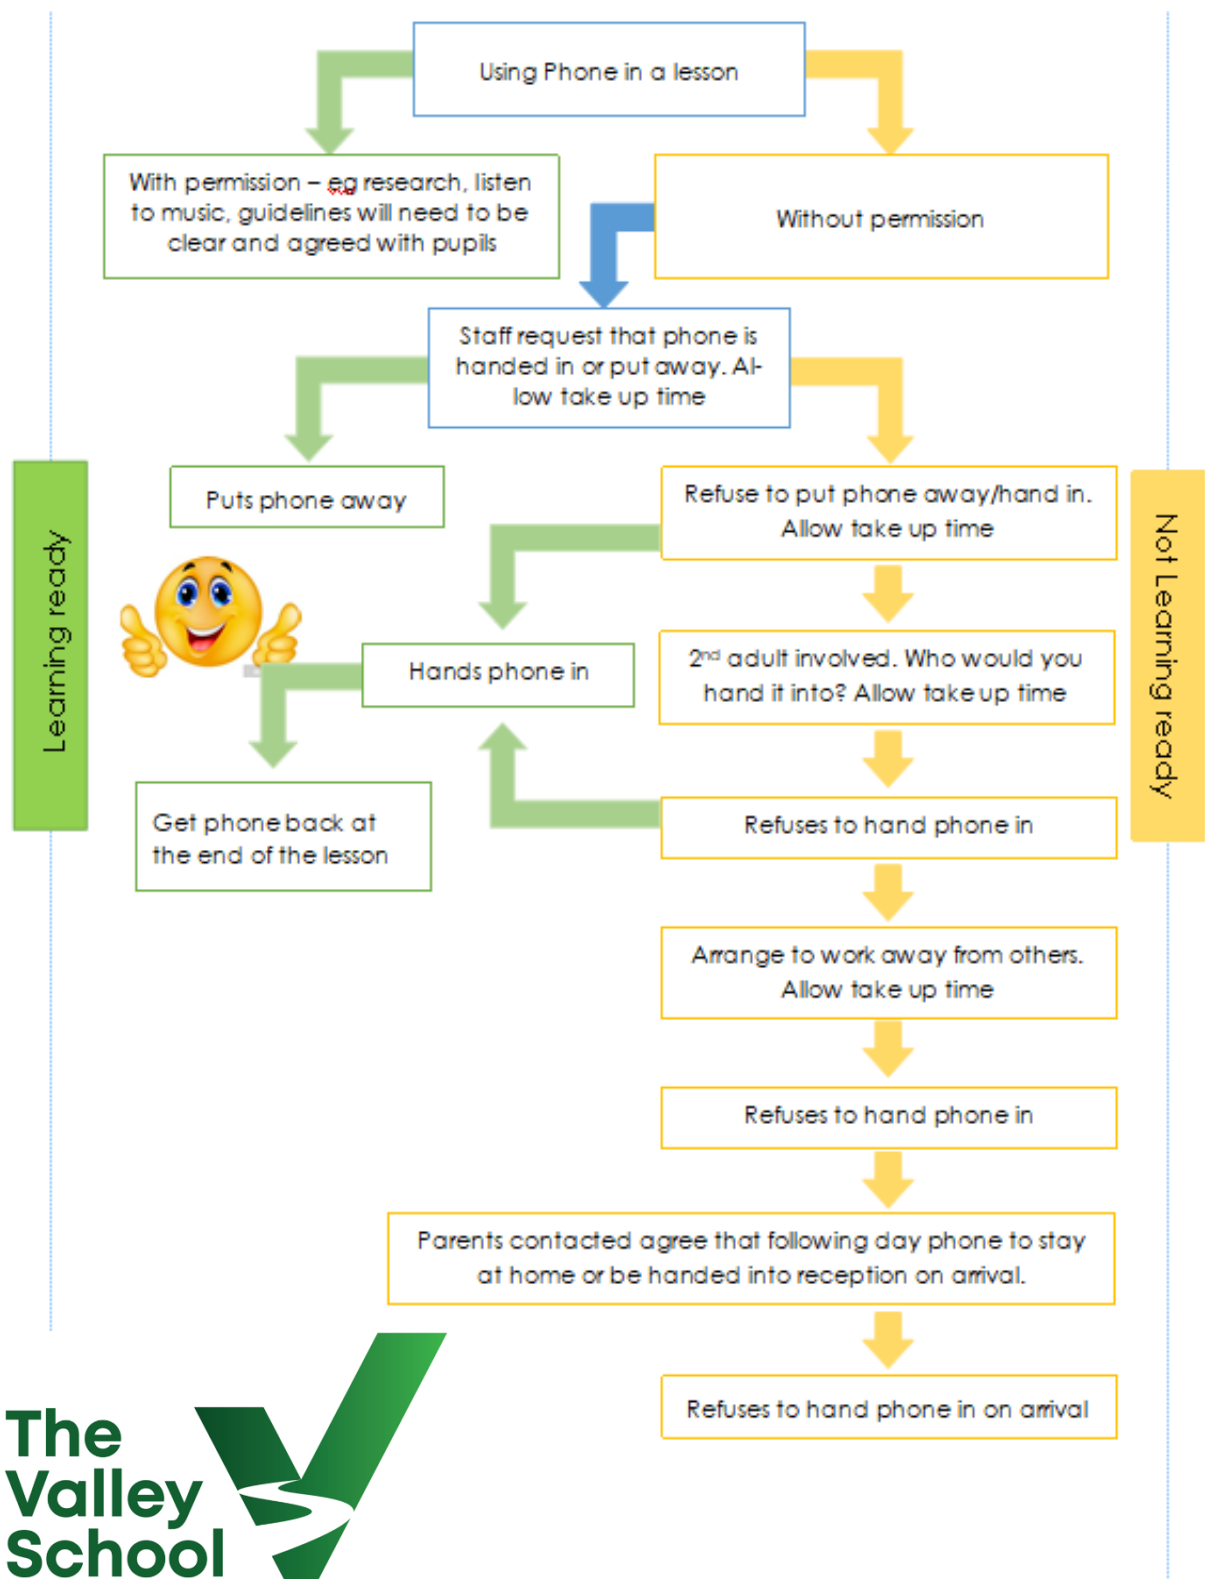 Using Phone in a lesson
With permission – eg research, listen
to music, guidelines will need to be
clear and agreed with pupils
Without permission
Staff request that phone is
handed in or put away. Al-
low take up time
Puts phone away
Refuse to put phone away/hand in.
Allow take up time
Learning ready
Not Learning ready
Hands phone in
2nd adult involved. Who would you
hand it into? Allow take up time
Get phone back at
the end of the lesson
Refuses to hand phone in
Arrange to work away from others.
Allow take up time
Refuses to hand phone in
Parents contacted agree that following day phone to stay
at home or be handed into reception on arrival.
Refuses to hand phone in on arrival
The
Valley
School